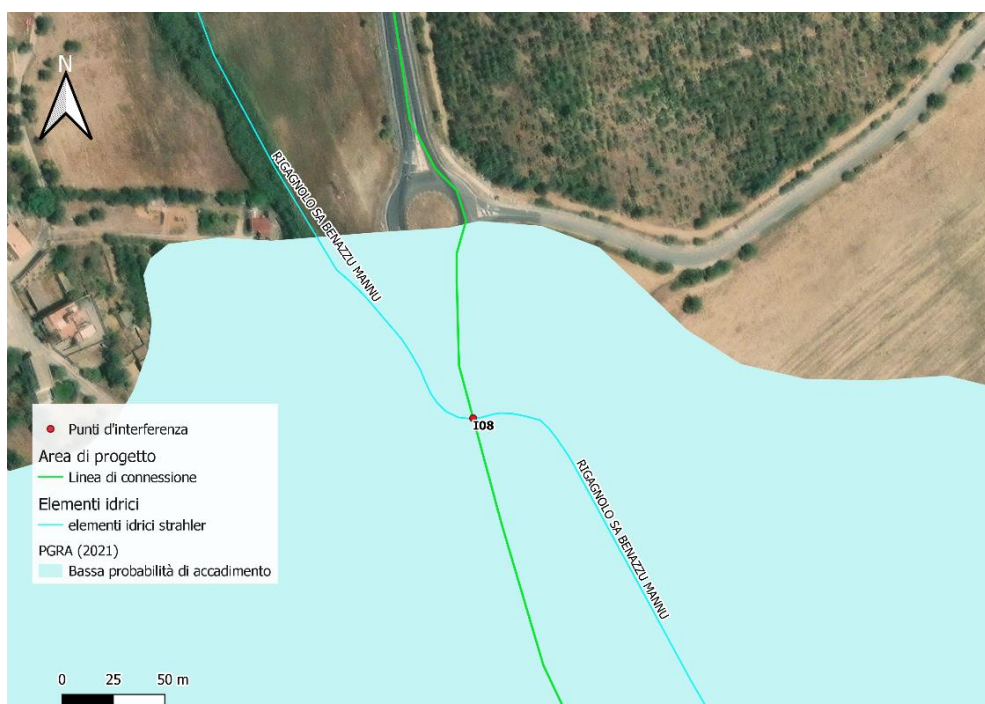 N
RIGAGNOLO SA BENAZZU MANNU
I08
RIGAGNOLO SA BENAZZU MANNU
Punti d'interferenza
Area di progetto
Linea di connessione
Elementi idrici
elementi idrici strahler
PGRA (2021)
Bassa probabilità di accadimento
0 25 50 m